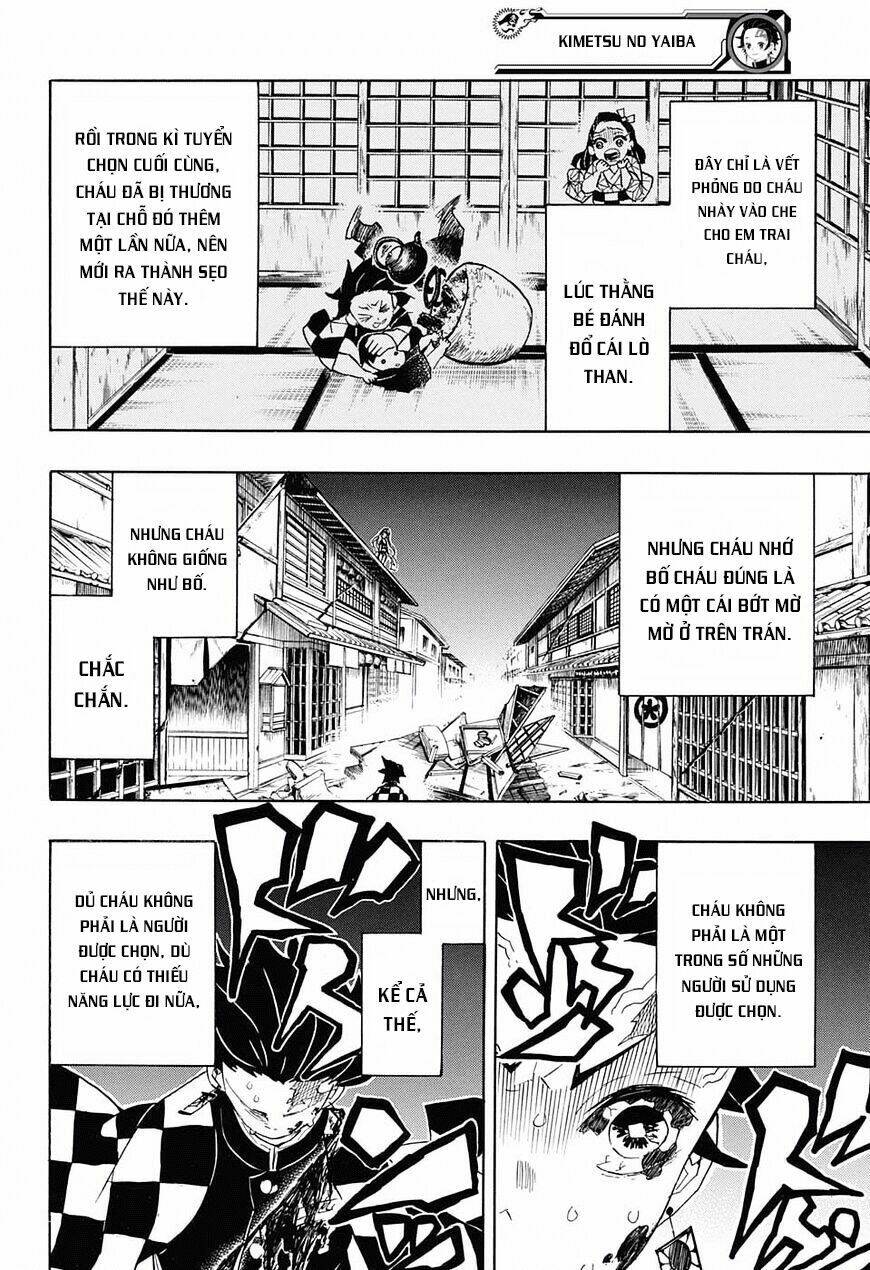 KIMETSU NO YAIBA
ĐÂY CHỈ LÀ VẾT
PHỎNG DO CHÁU
NHÀY VÀO CHE
CHO EM TRAI
CHÁU,
LÚC THẰNG
BÉ ĐÁNH
ĐỔ CÁI LÒ
THAN.
RỒI TRONG KÌ TUYỂN
CHỌN CUỐI CÙNG,
CHÁU ĐÃ BỊ THƯƠNG
TẠI CHỖ ĐÓ THÊM
MỘT LẦN NỮA, NÊN
MỚI RA THÀNH SẸO
THẾ NÀY.
NHƯNG CHÁU NHỚ
BỐ CHÁU ĐÚNG LÀ
CÓ MỘT CÁI BỚT MỜ
MỜ Ở TRÊN TRÁN.
NHƯNG CHÁU
KHÔNG GIỐNG
NHƯ BỐ.
CHẮC
CHẮN.
CHÁU KHÔNG
PHẢI LÀ MỘT
TRONG SỐ NHỮNG
NGƯỜI SỬ DỤNG
ĐƯỢC CHỌN.
NHƯNG,
KỂ CẢ
THẾ,
DỦ CHÁU KHÔNG
PHẢI LÀ NGƯỜI
ĐƯỢC CHỌN, DÙ
CHÁU CÓ THIẾU
NĂNG LỰC ĐI NỮA,